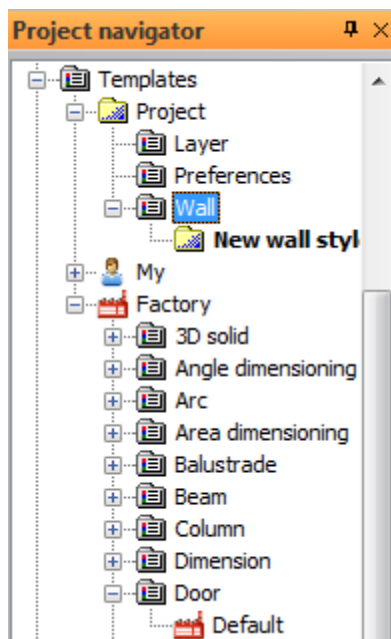 Project navigator
Templates
Project
Layer
Preferences
Wall
New wall styl
My
Factory
3D solid
Angle dimensioning
Arc
Area dimensioning
Balustrade
Beam
Column
Dimension
Door
Default